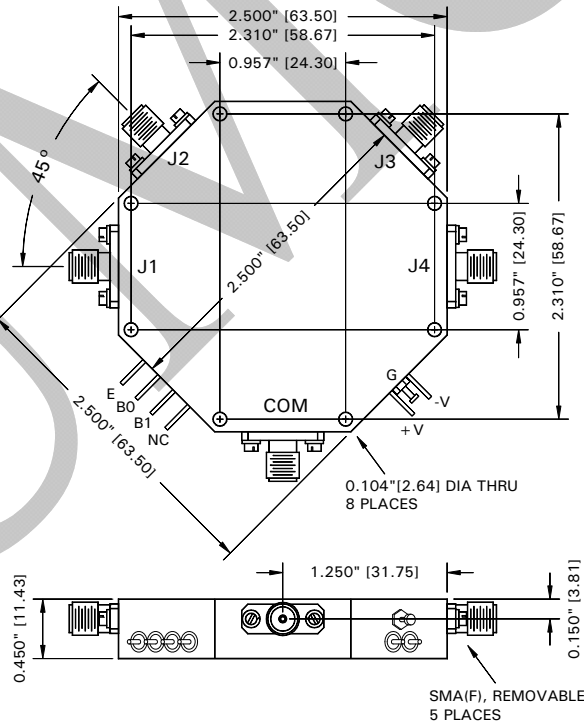 2.500" [63.50]
2.310" [58.67]
0.957" [24.30]
45°
J2
J3
2.500" [63.50]
J1
J4
0.957" [24.30]
2.310" [58.67]
E
B0
B1
NC
COM
G
-V
+V
2.500" [63.50]
0.104"[2.64] DIA THRU
8 PLACES
1.250" [31.75]
0.450" [11.43]
0.150" [3.81]
SMA(F), REMOVABLE
5 PLACES